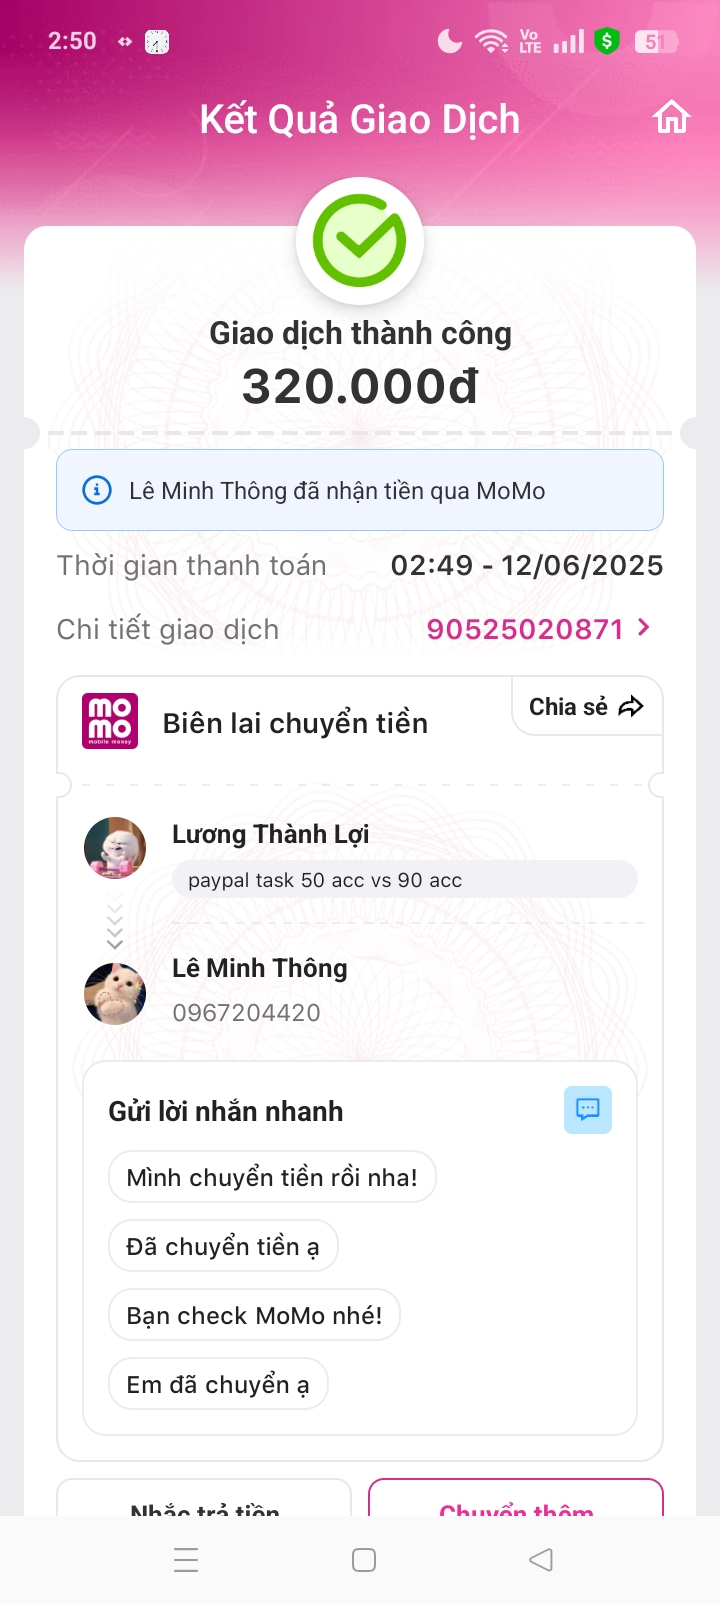 2:50
Vo
LTE
51
Kết Quả Giao Dịch
Giao dịch thành công
320.000đ
Lê Minh Thông đã nhận tiền qua MoMo
Thời gian thanh toán 02:49 - 12/06/2025
Chi tiết giao dịch 90525020871
Chia sẻ
mo
mo
mobile money
Biên lai chuyển tiền
Lương Thành Lợi
paypal task 50 acc vs 90 acc
Lê Minh Thông
0967204420
Gửi lời nhắn nhanh
Mình chuyển tiền rồi nha!
Đã chuyển tiền ạ
Bạn check MoMo nhé!
Em đã chuyển ạ
Nhắc trả tiền Chuyển thêm